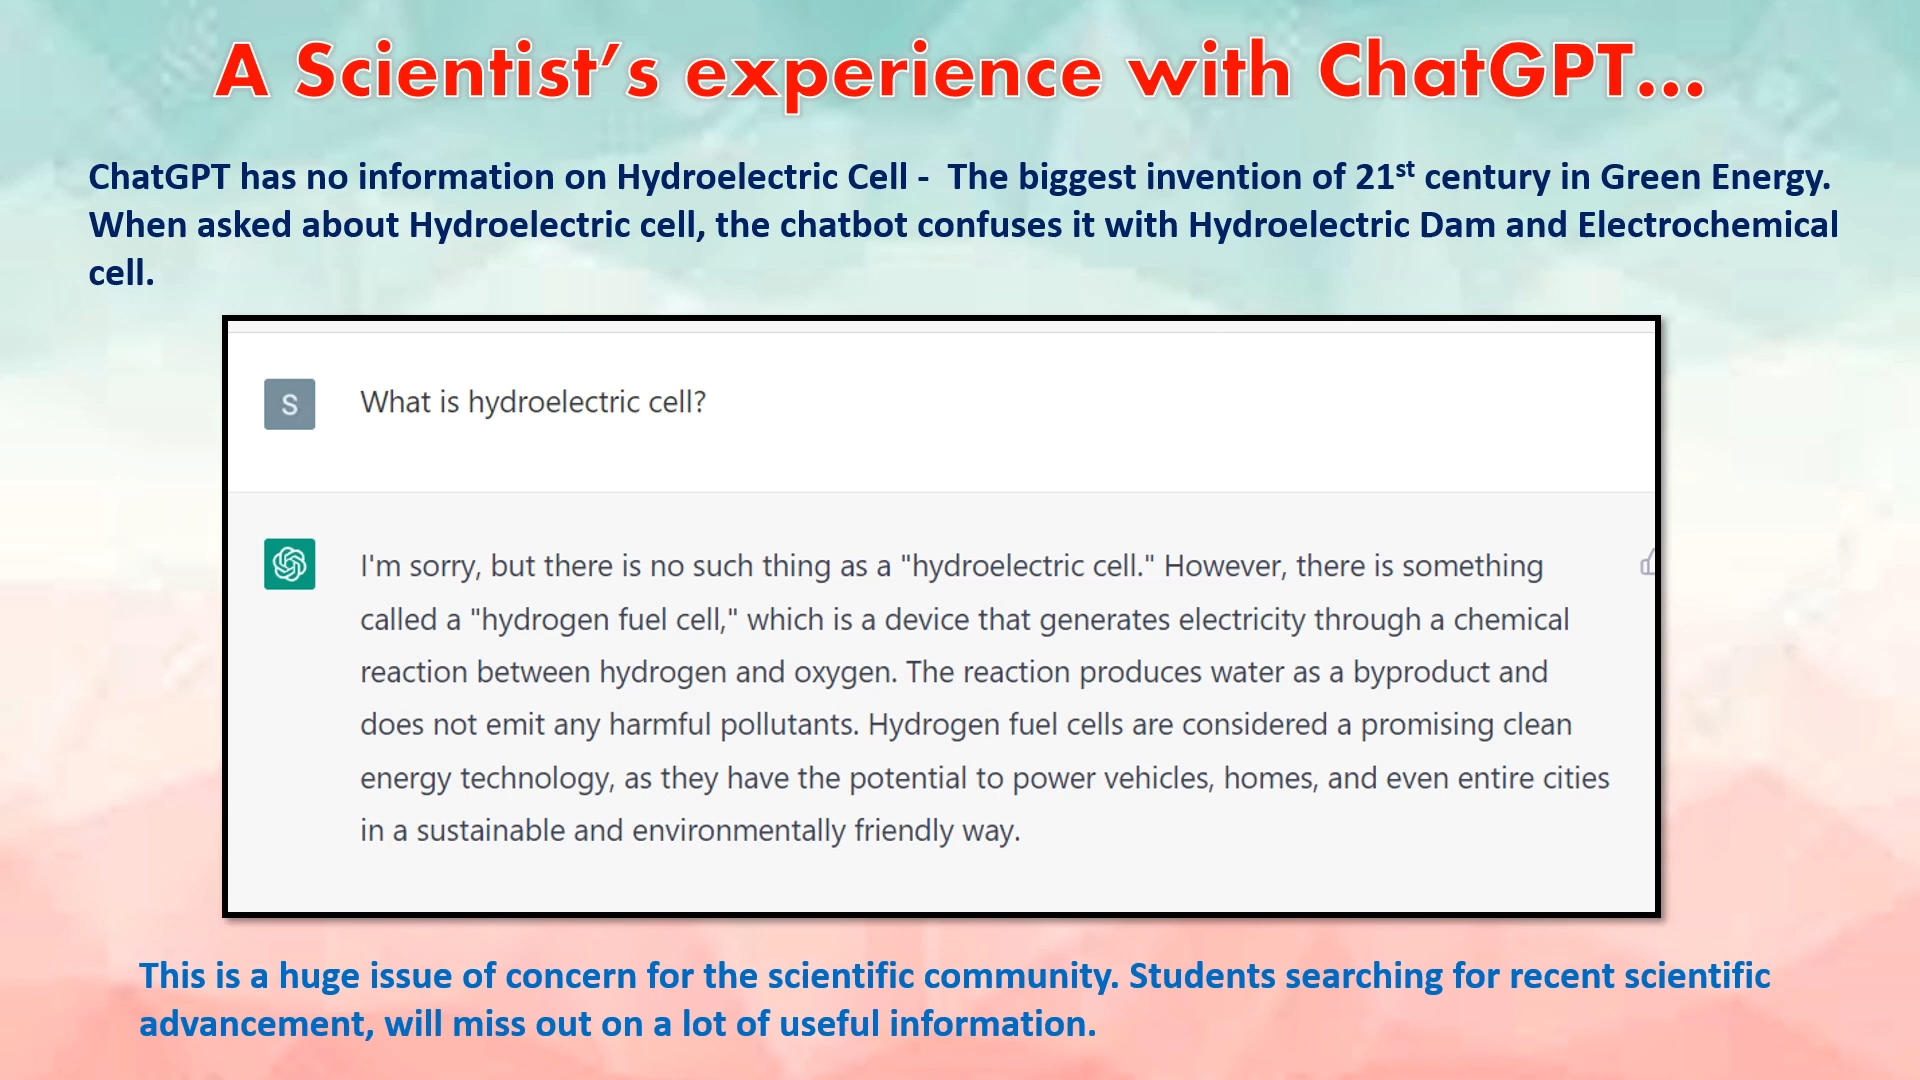 A Scientist’s experience with ChatGPT...
ChatGPT has no information on Hydroelectric Cell -  The biggest invention of 21st century in Green Energy.
When asked about Hydroelectric cell, the chatbot confuses it with Hydroelectric Dam and Electrochemical
cell.
S
What is hydroelectric cell?
I'm sorry, but there is no such thing as a "hydroelectric cell." However, there is something
called a "hydrogen fuel cell," which is a device that generates electricity through a chemical
reaction between hydrogen and oxygen. The reaction produces water as a byproduct and
does not emit any harmful pollutants. Hydrogen fuel cells are considered a promising clean
energy technology, as they have the potential to power vehicles, homes, and even entire cities
in a sustainable and environmentally friendly way.
This is a huge issue of concern for the scientific community. Students searching for recent scientific
advancement, will miss out on a lot of useful information.